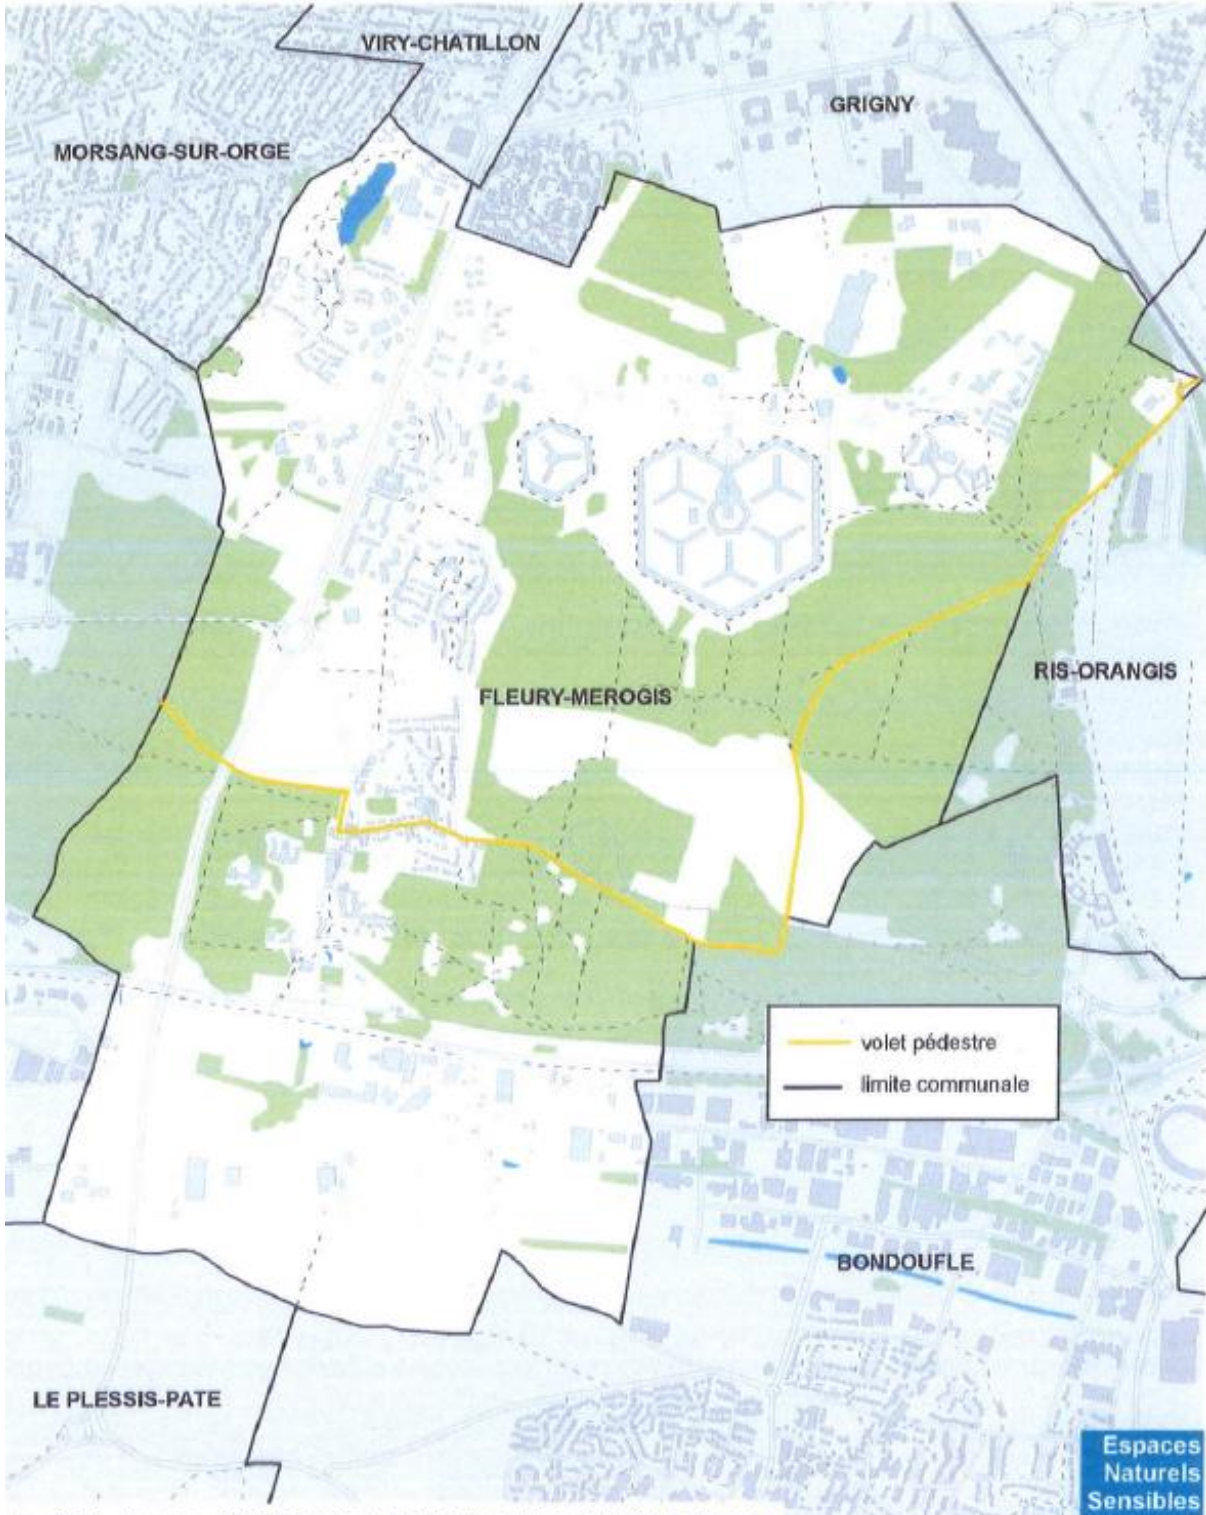 VIRY-CHATILLON
GRIGNY
MORSANG-SUR-ORGE
FLEURY-MEROGIS
RIS-ORANGIS
volet pédestre
limite communale
BONDOUFLE
LE PLESSIS-PATE
Espaces
Naturels
Sensibles